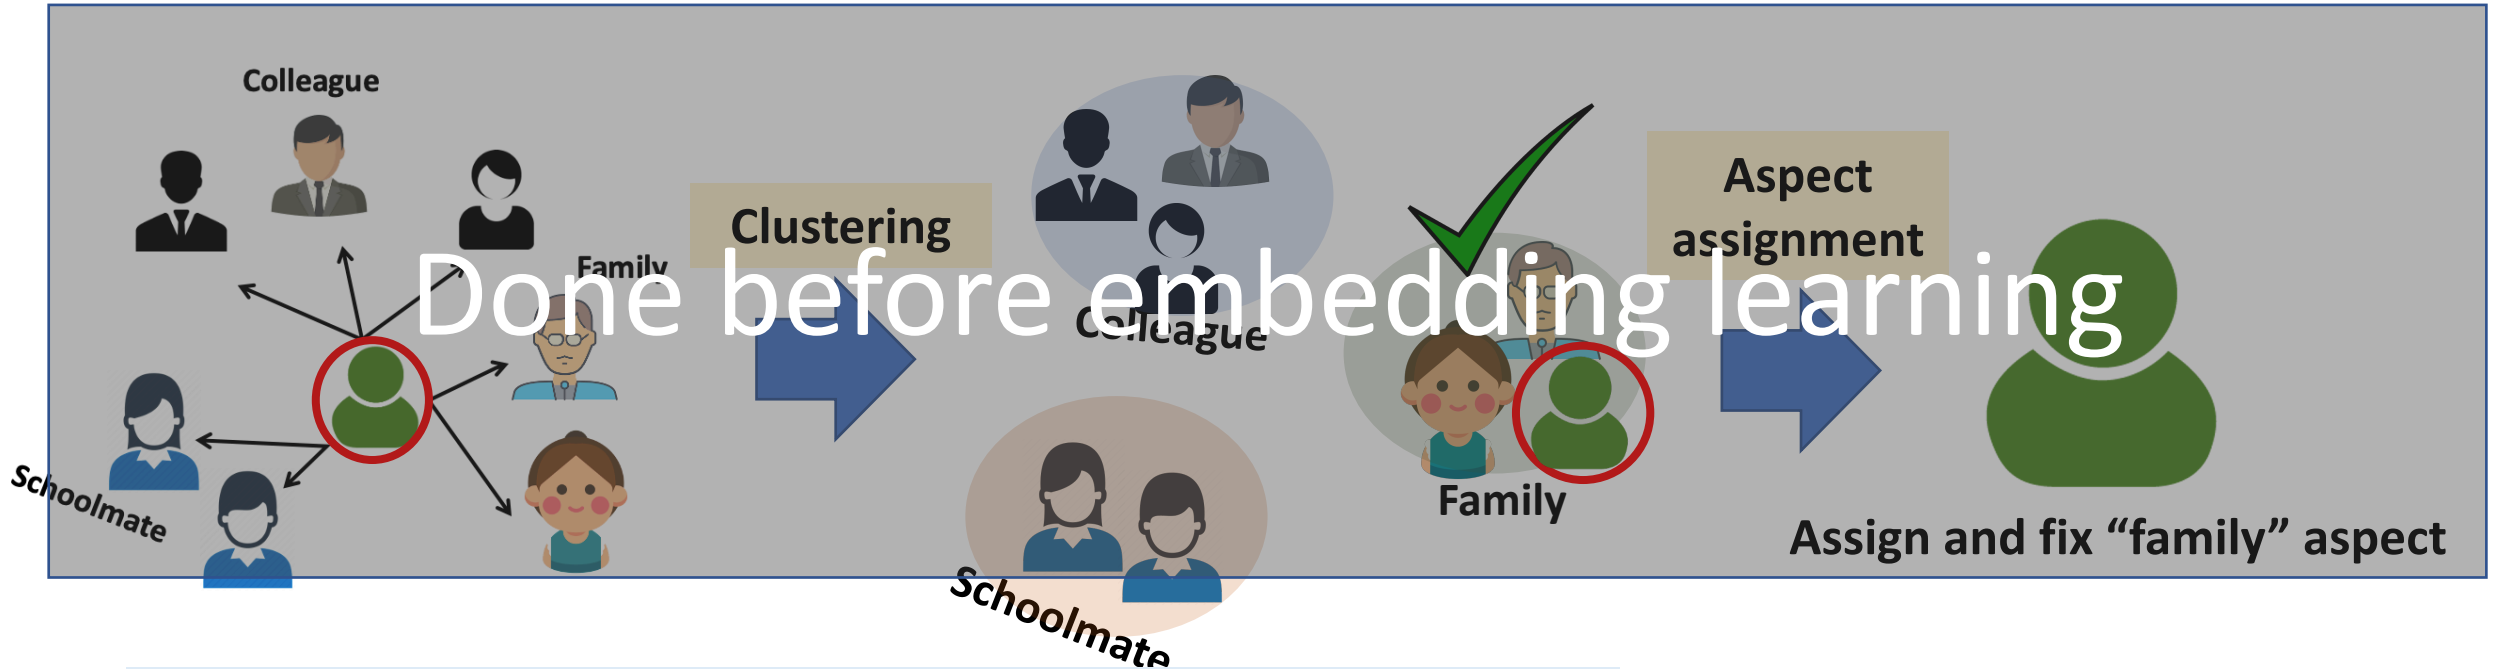 Colleague
Family
Schoolmate
Clustering
Colleague
Family
Schoolmate
Aspect
assignment
Assign and fix “family” aspect
Done before embedding learning